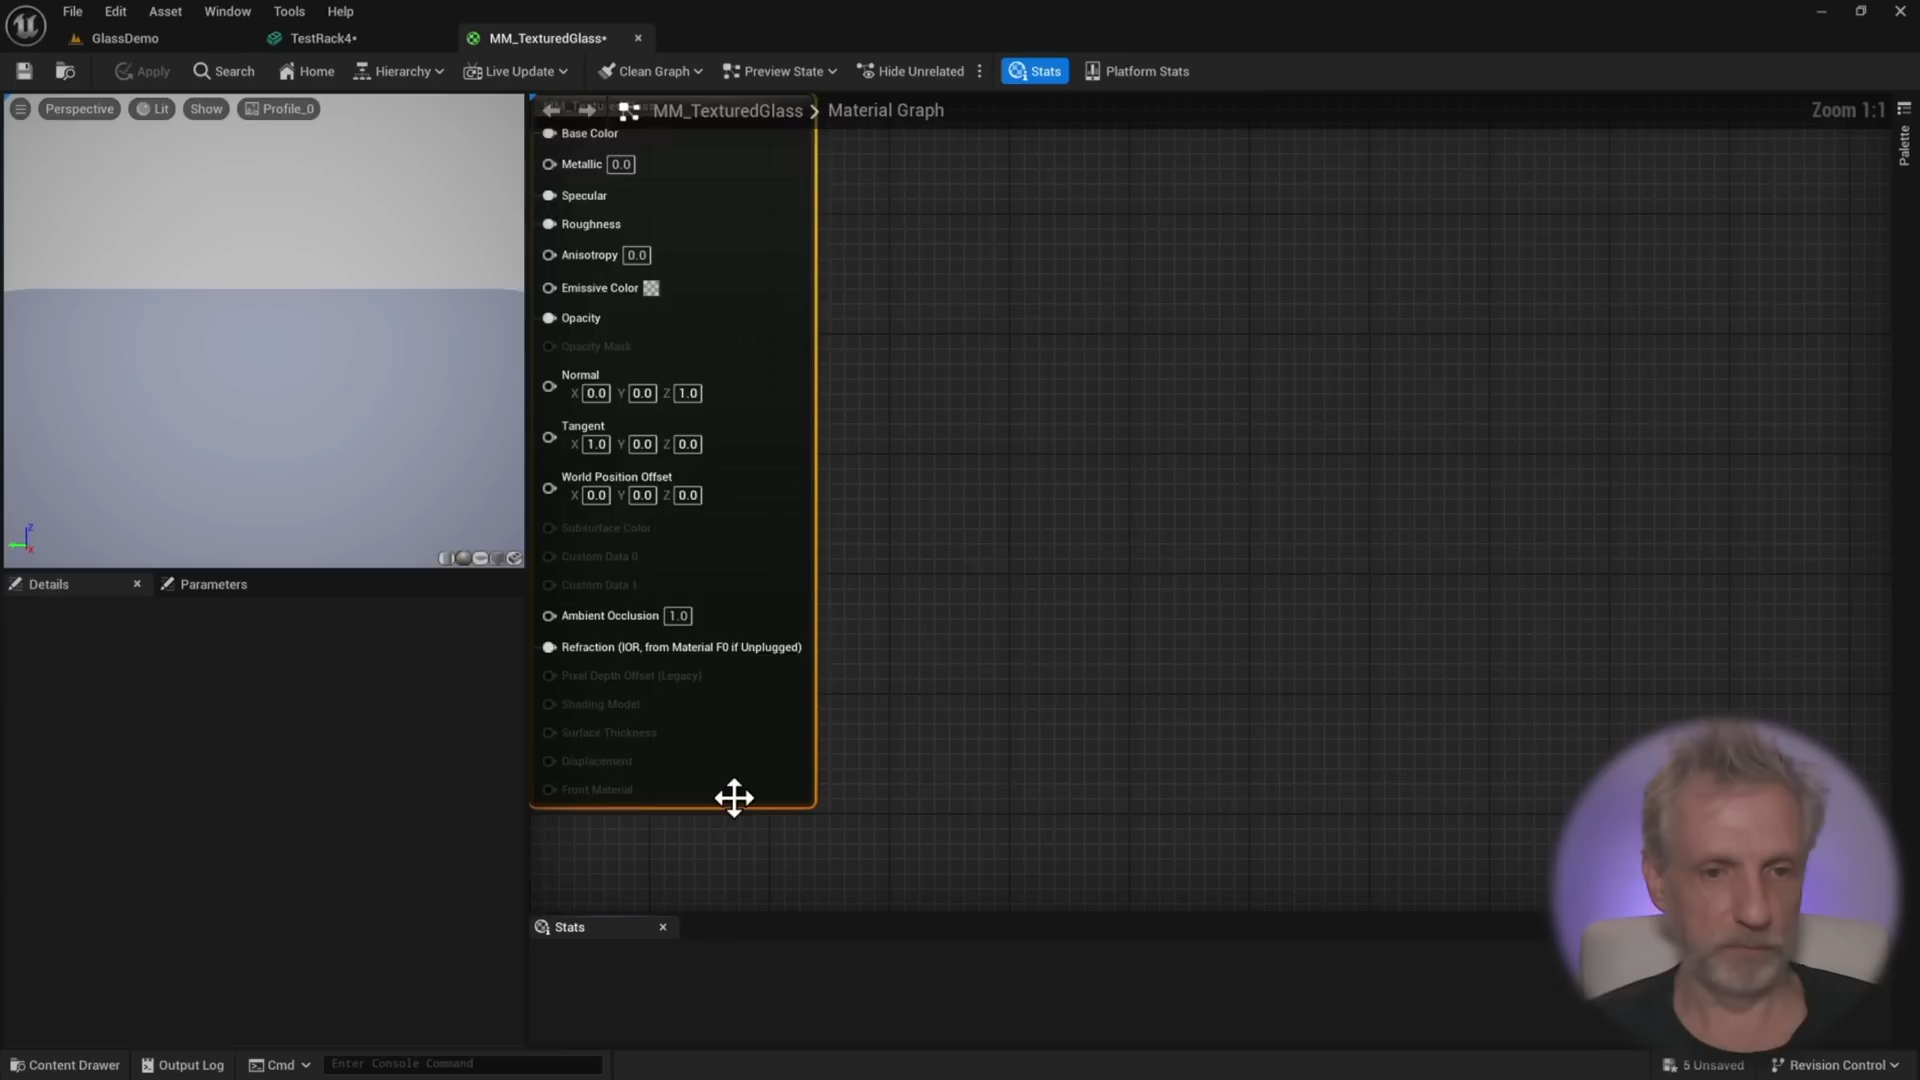 File Edit Asset Window Tools Help
GlassDemo TestRack4* MM_TexturedGlass*
Apply Search Home Hierarchy Live Update Clean Graph Preview State Hide Unrelated Stats Platform Stats
Perspective Lit Show Profile_0
MM_TexturedGlass Material Graph
Zoom 1:1
Palette
Base Color
Metallic 0.0
Specular
Roughness
Anisotropy 0.0
Emissive Color
Opacity
Opacity Mask
Normal
X 0.0 Y 0.0 Z 1.0
Tangent
X 1.0 Y 0.0 Z 0.0
World Position Offset
X 0.0 Y 0.0 Z 0.0
Subsurface Color
Custom Data 0
Custom Data 1
Ambient Occlusion 1.0
Refraction (IOR, from Material F0 if Unplugged)
Pixel Depth Offset (Legacy)
Shading Model
Surface Thickness
Displacement
Front Material
Z
X
Details Parameters
Stats
Content Drawer Output Log Cmd Enter Console Command
5 Unsaved Revision Control